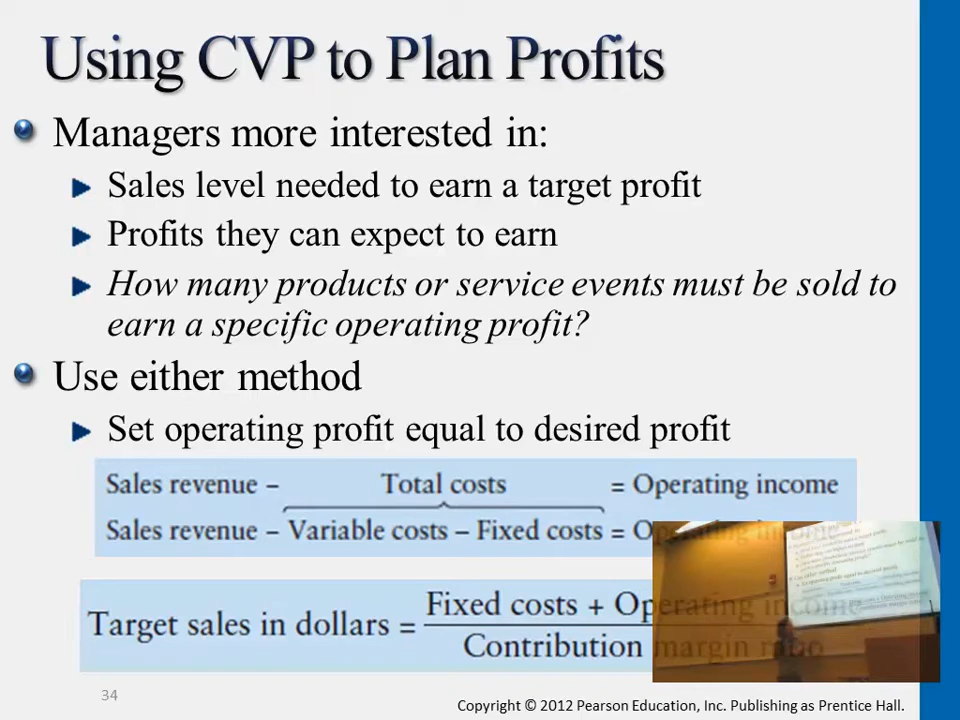 Using CVP to Plan Profits
Managers more interested in:
Sales level needed to earn a target profit
Profits they can expect to earn
How many products or service events must be sold to
earn a specific operating profit?
Use either method
Set operating profit equal to desired profit
Sales revenue – Total costs = Operating income
Sales revenue – Variable costs – Fixed costs = Operating income
Target sales in dollars = Fixed costs + Operating income
Contribution margin ratio
34
Copyright © 2012 Pearson Education, Inc. Publishing as Prentice Hall.